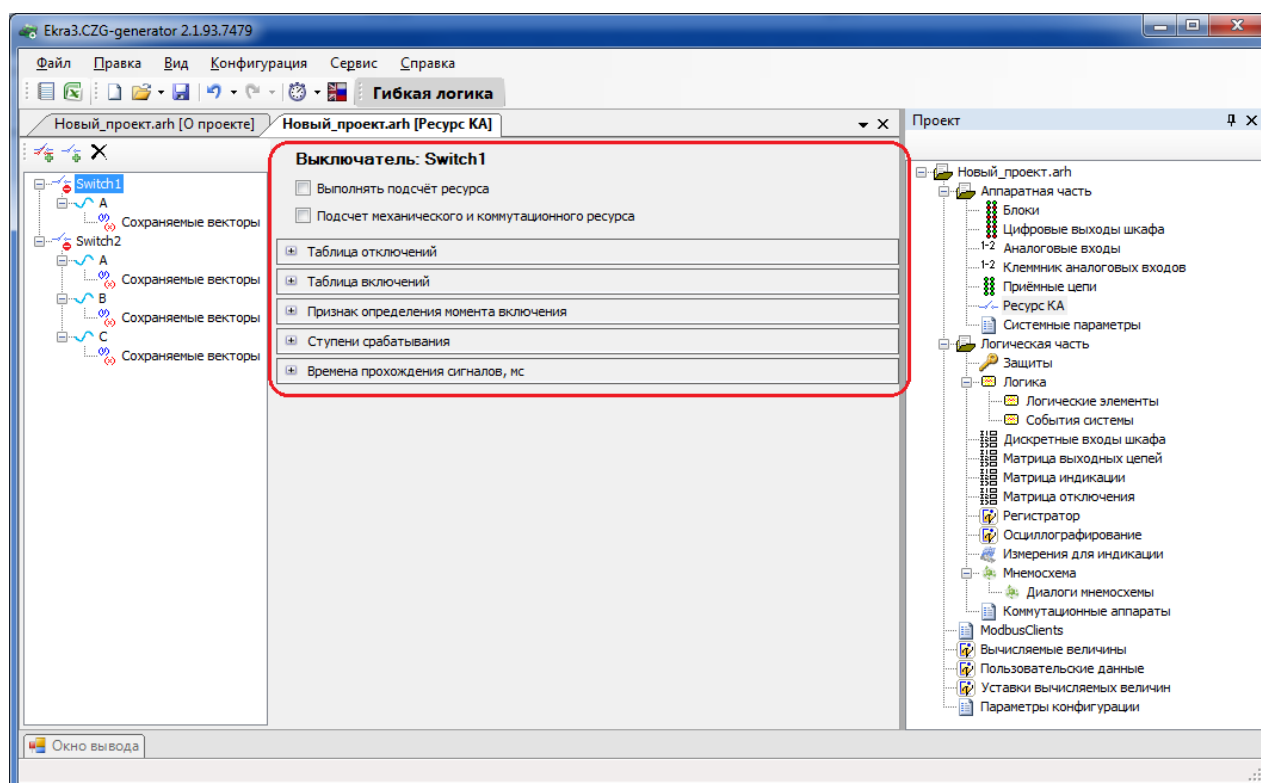 Ekra3.CZG-generator 2.1.93.7479
Файл Правка Вид Конфигурация Сервис Справка
Гибкая логика
Новый_проект.arh [О проекте] Новый_проект.arh [Ресурс КА]
Switch1
A
Сохраняемые векторы
Switch2
A
Сохраняемые векторы
B
Сохраняемые векторы
C
Сохраняемые векторы
Выключатель: Switch1
Выполнять подсчёт ресурса
Подсчет механического и коммутационного ресурса
Таблица отключений
Таблица включений
Признак определения момента включения
Ступени срабатывания
Времена прохождения сигналов, мс
Проект
Новый_проект.arh
Аппаратная часть
Блоки
Цифровые выходы шкафа
1-2 Аналоговые входы
1-2 Клеммник аналоговых входов
Приёмные цепи
Ресурс КА
Системные параметры
Логическая часть
Защиты
Логика
Логические элементы
События системы
Дискретные входы шкафа
Матрица выходных цепей
Матрица индикации
Матрица отключения
Регистратор
Осциллографирование
Измерения для индикации
Мнемосхема
Диалоги мнемосхемы
Коммутационные аппараты
ModbusClients
Вычисляемые величины
Пользовательские данные
Уставки вычисляемых величин
Параметры конфигурации
Окно вывода